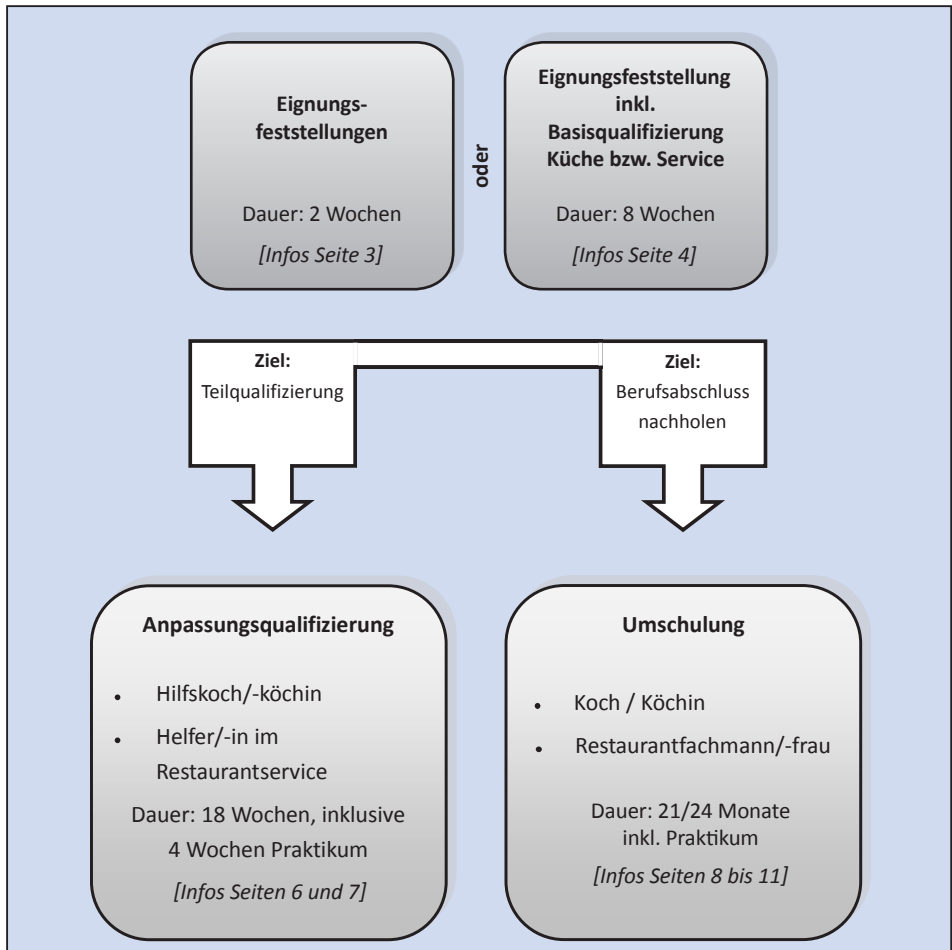 Eignungs-
feststellungen
Dauer: 2 Wochen
[Infos Seite 3]
oder
Eignungsfeststellung
inkl.
Basisqualifizierung
Küche bzw. Service
Dauer: 8 Wochen
[Infos Seite 4]
Ziel:
Teilqualifizierung
Ziel:
Berufsabschluss
nachholen
Anpassungsqualifizierung
• Hilfskoch/-köchin
• Helfer/-in im
Restaurantservice
Dauer: 18 Wochen, inklusive
4 Wochen Praktikum
[Infos Seiten 6 und 7]
Umschulung
• Koch / Köchin
• Restaurantfachmann/-frau
Dauer: 21/24 Monate
inkl. Praktikum
[Infos Seiten 8 bis 11]